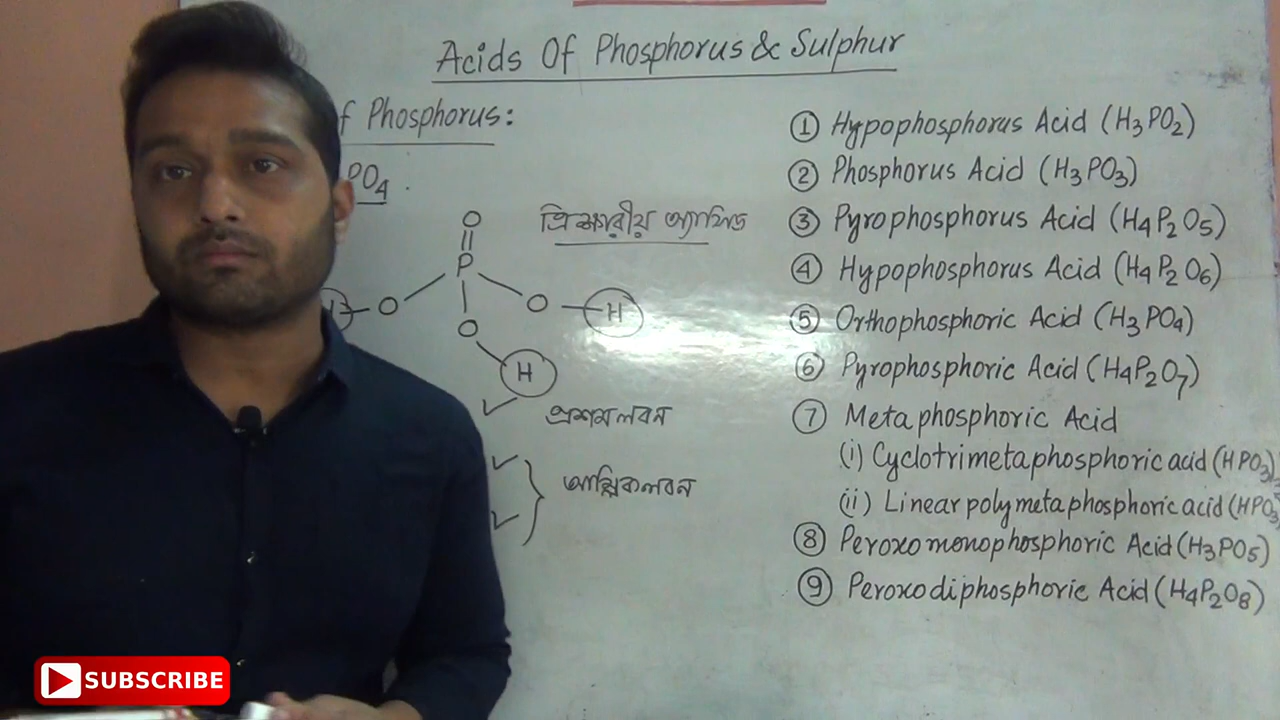 Acids Of Phosphorus & Sulphur
f Phosphorus:
PO4 .
ত্রিক্ষারীয় অ্যাসিড
O
P
O
O
H
O
H
প্রশমলবন
আম্লিকলবন
① Hypophosphorus Acid (H3PO2)
② Phosphorus Acid (H3PO3)
③ Pyrophosphorus Acid (H4P2O5)
④ Hypophosphorus Acid (H4P2O6)
⑤ Orthophosphoric Acid (H3PO4)
⑥ Pyrophosphoric Acid (H4P2O7)
⑦ Metaphosphoric Acid
(i) Cyclotrimetaphosphoric acid (HPO3)3
(ii) Linear polymetaphosphoric acid (HPO3
⑧ Peroxomonophosphoric Acid (H3PO5)
⑨ Peroxodiphosphoric Acid (H4P2O8)
SUBSCRIBE